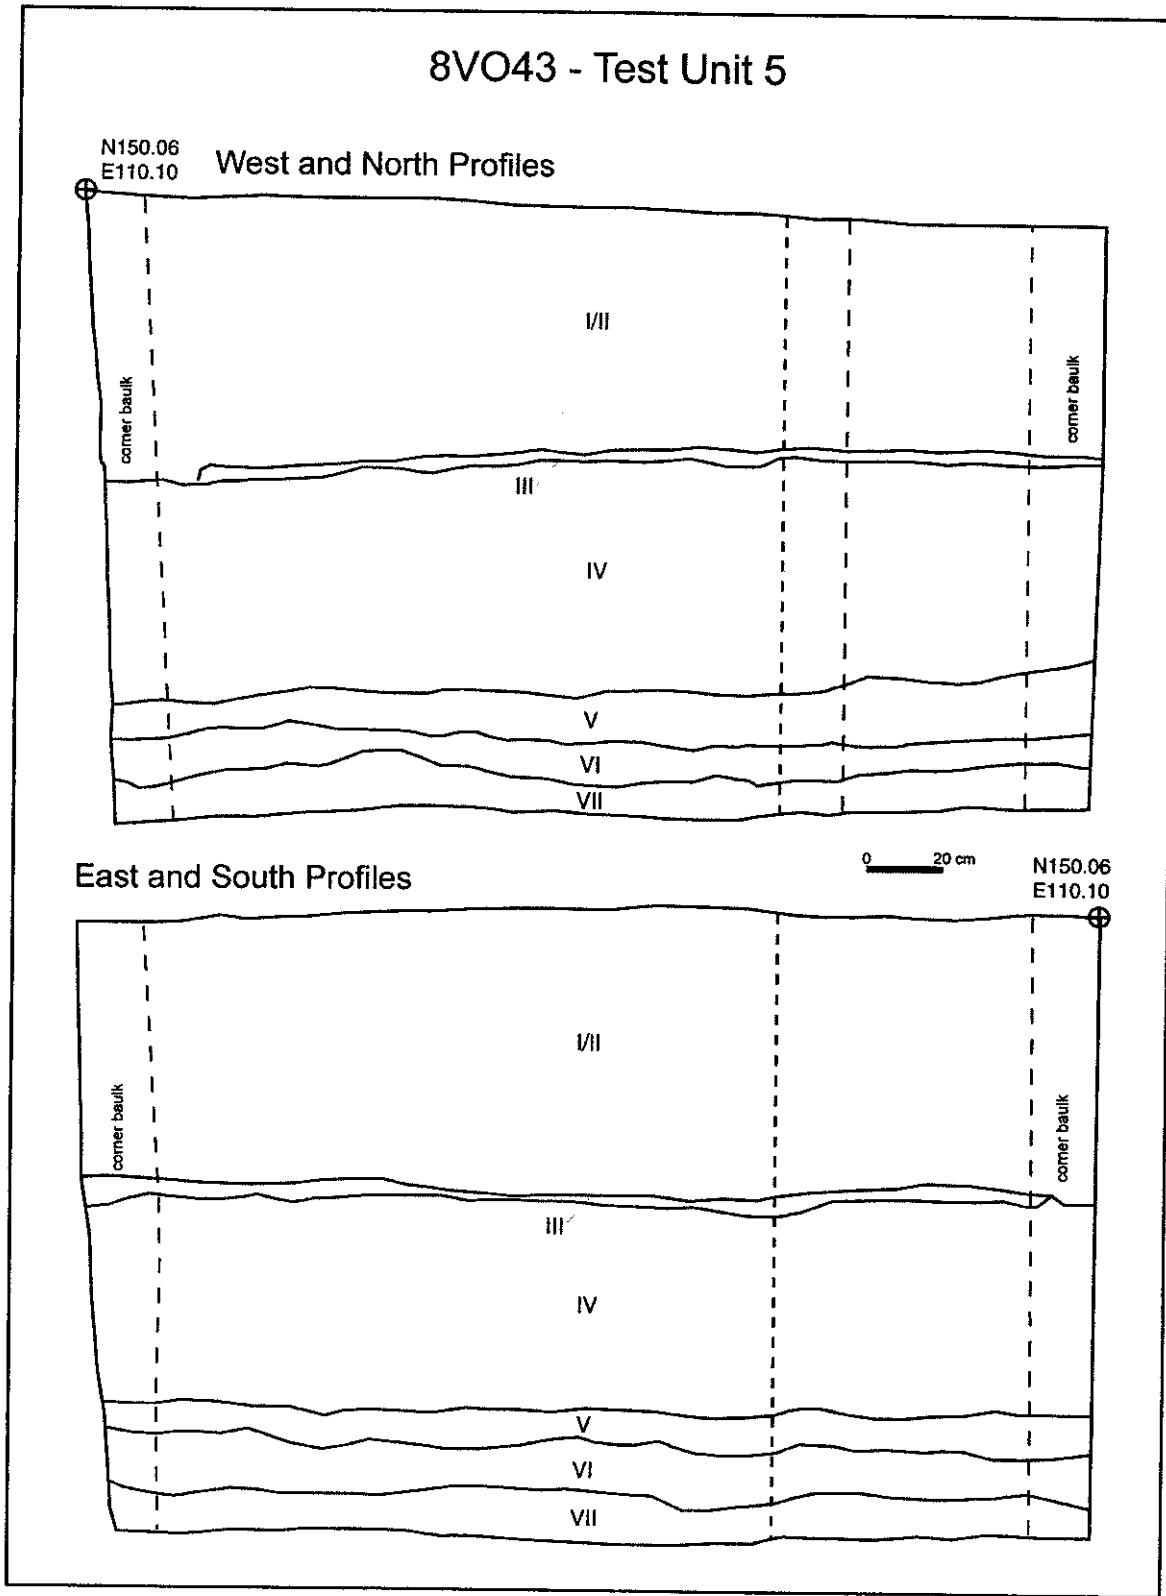 8VO43 - Test Unit 5
N150.06
E110.10
West and North Profiles
I/II
corner baulk
corner baulk
III
IV
V
VI
VII
East and South Profiles
0 20 cm
N150.06
E110.10
I/II
corner baulk
corner baulk
III
IV
V
VI
VII